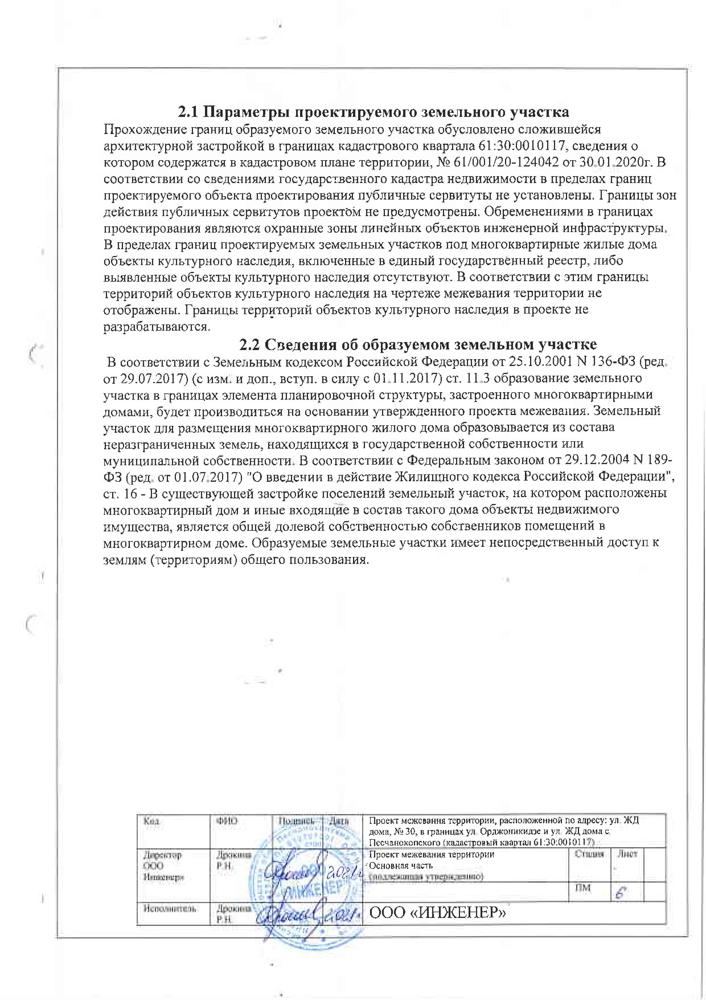 2.1 Параметры проектируемого земельного участка
Прохождение границ образуемого земельного участка обусловлено сложившейся
архитектурной застройкой в границах кадастрового квартала 61:30:0010117, сведения о
котором содержатся в кадастровом плане территории, № 61/001/20-124042 от 30.01.2020г. В
соответствии со сведениями государственного кадастра недвижимости в пределах границ
проектируемого объекта проектирования публичные сервитуты не установлены. Границы зон
действия публичных сервитутов проектом не предусмотрены. Обременениями в границах
проектирования являются охранные зоны линейных объектов инженерной инфраструктуры.
В пределах границ проектируемых земельных участков под многоквартирные жилые дома
объекты культурного наследия, включенные в единый государственный реестр, либо
выявленные объекты культурного наследия отсутствуют. В соответствии с этим границы
территорий объектов культурного наследия на чертеже межевания территории не
отображены. Границы территорий объектов культурного наследия в проекте не
разрабатываются.
2.2 Сведения об образуемом земельном участке
В соответствии с Земельным кодексом Российской Федерации от 25.10.2001 N 136-ФЗ (ред.
от 29.07.2017) (с изм. и доп., вступ. в силу с 01.11.2017) ст. 11.3 образование земельного
участка в границах элемента планировочной структуры, застроенного многоквартирными
домами, будет производиться на основании утвержденного проекта межевания. Земельный
участок для размещения многоквартирного жилого дома образовывается из состава
неразграниченных земель, находящихся в государственной собственности или
муниципальной собственности. В соответствии с Федеральным законом от 29.12.2004 N 189-
ФЗ (ред. от 01.07.2017) "О введении в действие Жилищного кодекса Российской Федерации",
ст. 16 - В существующей застройке поселений земельный участок, на котором расположены
многоквартирный дом и иные входящие в состав такого дома объекты недвижимого
имущества, является общей долевой собственностью собственников помещений в
многоквартирном доме. Образуемые земельные участки имеет непосредственный доступ к
землям (территориям) общего пользования.
Код ФИО Подпись Дата
Проект межевания территории, расположенной по адресу: ул. ЖД
дома, № 30, в границах ул. Орджоникидзе и ул. ЖД дома с.
Песчанокопского (кадастровый квартал 61:30:0010117)
Директор
ООО
Инженер»
Дрокина
Р.Н.
2021г
Проект межевания территории
Основная часть
(подлежащая утверждению)
Стадия Лист
ПМ 6
Исполнитель
Дрокина
Р.Н.
2021г
ООО «ИНЖЕНЕР»
ИНЖЕНЕР